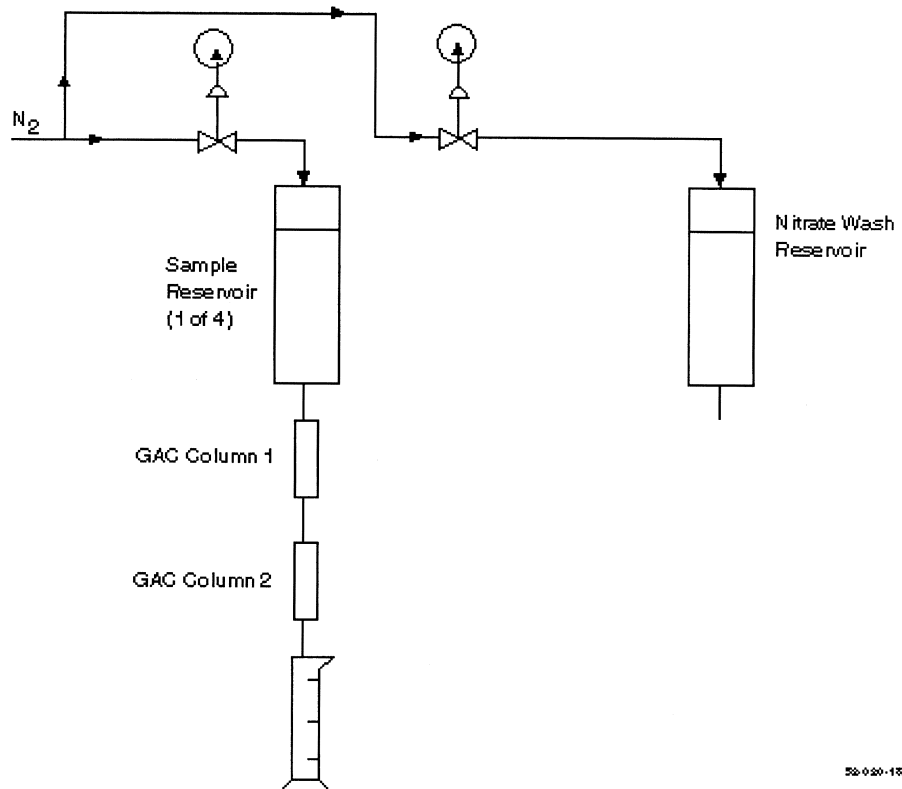 N2
Sample
Reservoir
(1 of 4)
Nitrate Wash
Reservoir
GAC Column 1
GAC Column 2